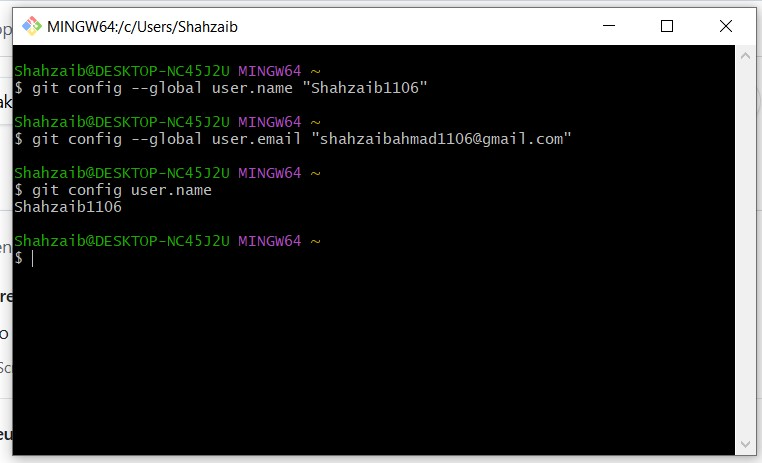 MINGW64:/c/Users/Shahzaib
Shahzaib@DESKTOP-NC45J2U MINGW64 ~
$ git config --global user.name "Shahzaib1106"
Shahzaib@DESKTOP-NC45J2U MINGW64 ~
$ git config --global user.email "shahzaibahmad1106@gmail.com"
Shahzaib@DESKTOP-NC45J2U MINGW64 ~
$ git config user.name
Shahzaib1106
Shahzaib@DESKTOP-NC45J2U MINGW64 ~
$